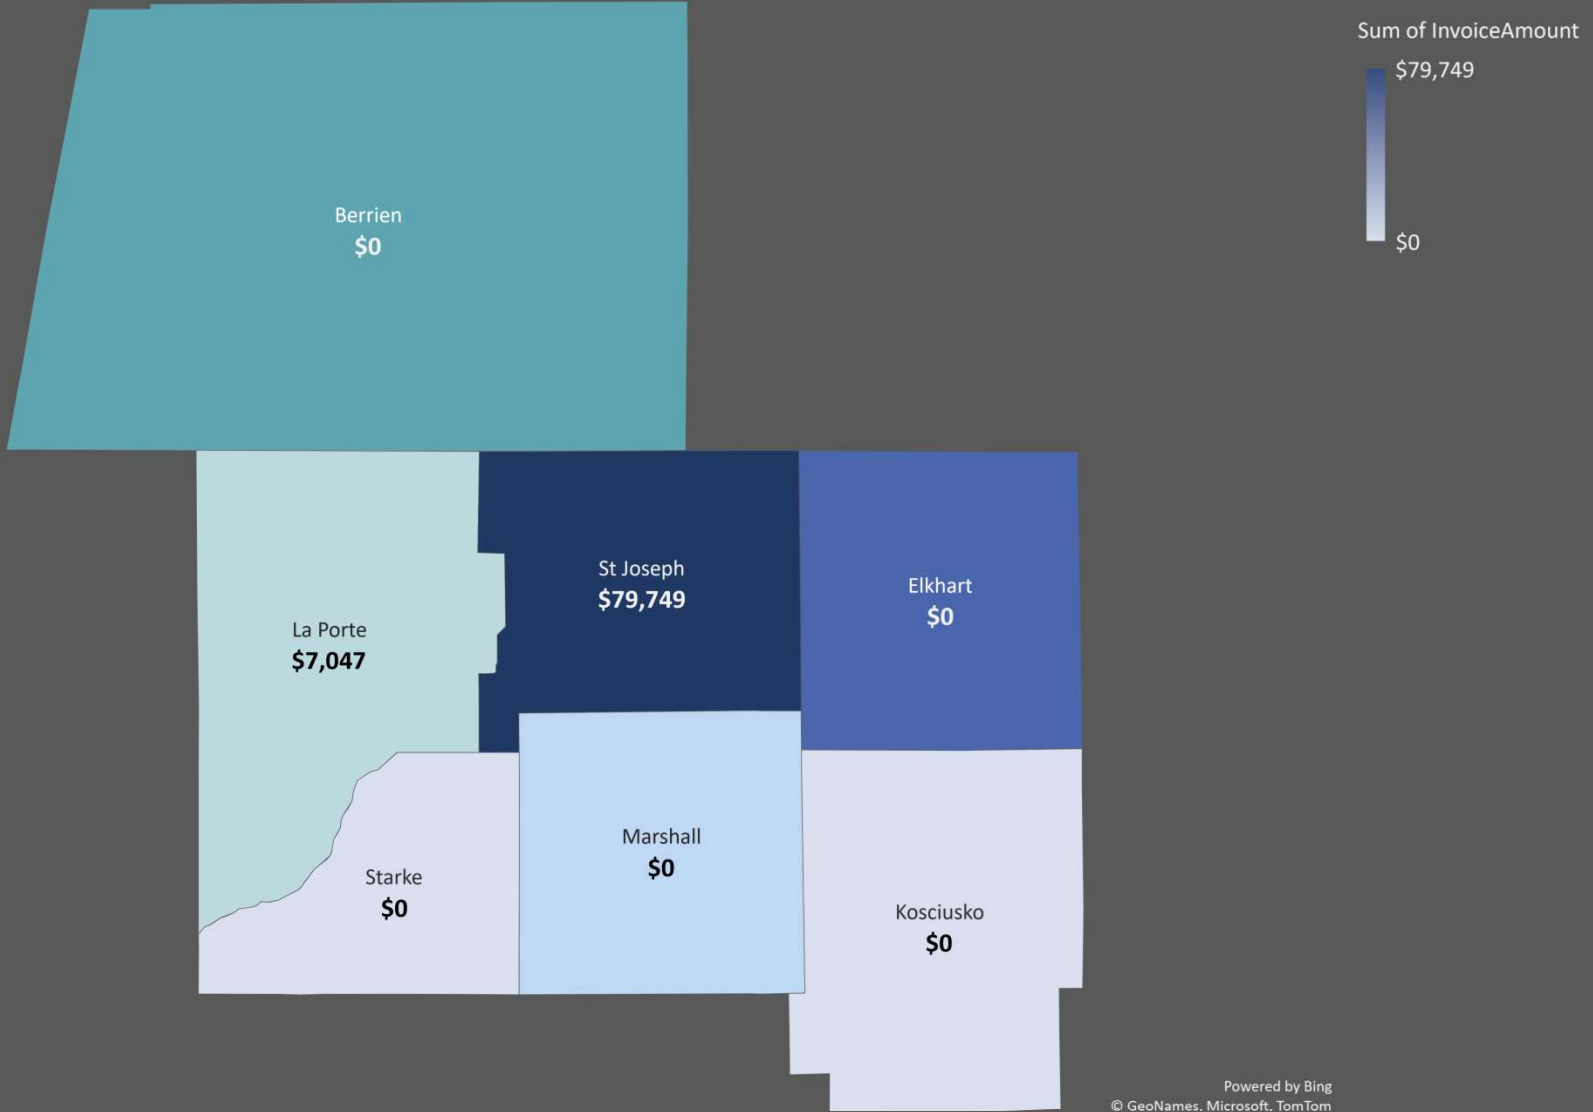 Sum of InvoiceAmount
$79,749
$0
Berrien
$0
St Joseph
$79,749
Elkhart
$0
La Porte
$7,047
Marshall
$0
Starke
$0
Kosciusko
$0
Powered by Bing
© GeoNames, Microsoft, TomTom